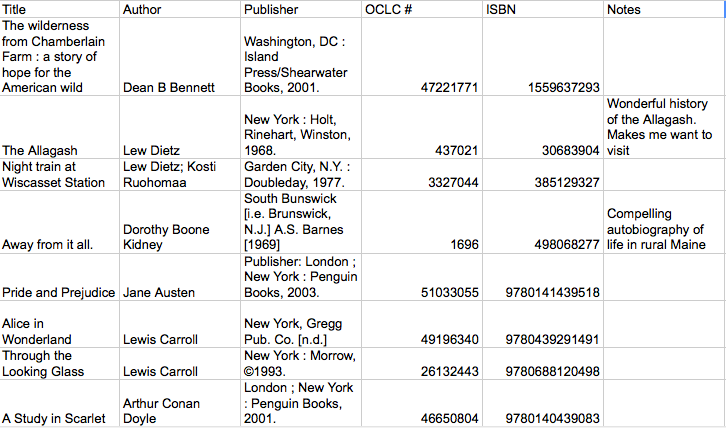 Title Author Publisher OCLC # ISBN Notes
The wilderness
from Chamberlain
Farm : a story of
hope for the
American wild
Dean B Bennett
Washington, DC :
Island
Press/Shearwater
Books, 2001.
47221771
1559637293
The Allagash
Lew Dietz
New York : Holt,
Rinehart, Winston,
1968.
437021
30683904
Wonderful history
of the Allagash.
Makes me want to
visit
Night train at
Wiscasset Station
Lew Dietz; Kosti
Ruohomaa
Garden City, N.Y. :
Doubleday, 1977.
3327044
385129327
Away from it all.
Dorothy Boone
Kidney
South Bunswick
[i.e. Brunswick,
N.J.] A.S. Barnes
[1969]
1696
498068277
Compelling
autobiography of
life in rural Maine
Pride and Prejudice
Jane Austen
Publisher: London ;
New York : Penguin
Books, 2003.
51033055
9780141439518
Alice in
Wonderland
Lewis Carroll
New York, Gregg
Pub. Co. [n.d.]
49196340
9780439291491
Through the
Looking Glass
Lewis Carroll
New York : Morrow,
©1993.
26132443
9780688120498
A Study in Scarlet
Arthur Conan
Doyle
London ; New York
: Penguin Books,
2001.
46650804
9780140439083